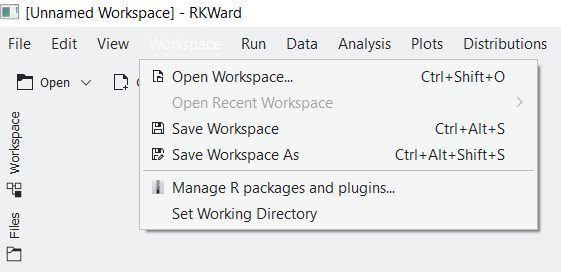 [Unnamed Workspace] - RKWard
File Edit View Workspace Run Data Analysis Plots Distributions
Open
Open Workspace... Ctrl+Shift+O
Open Recent Workspace
Save Workspace Ctrl+Alt+S
Save Workspace As Ctrl+Alt+Shift+S
Manage R packages and plugins...
Set Working Directory
Workspace
Files